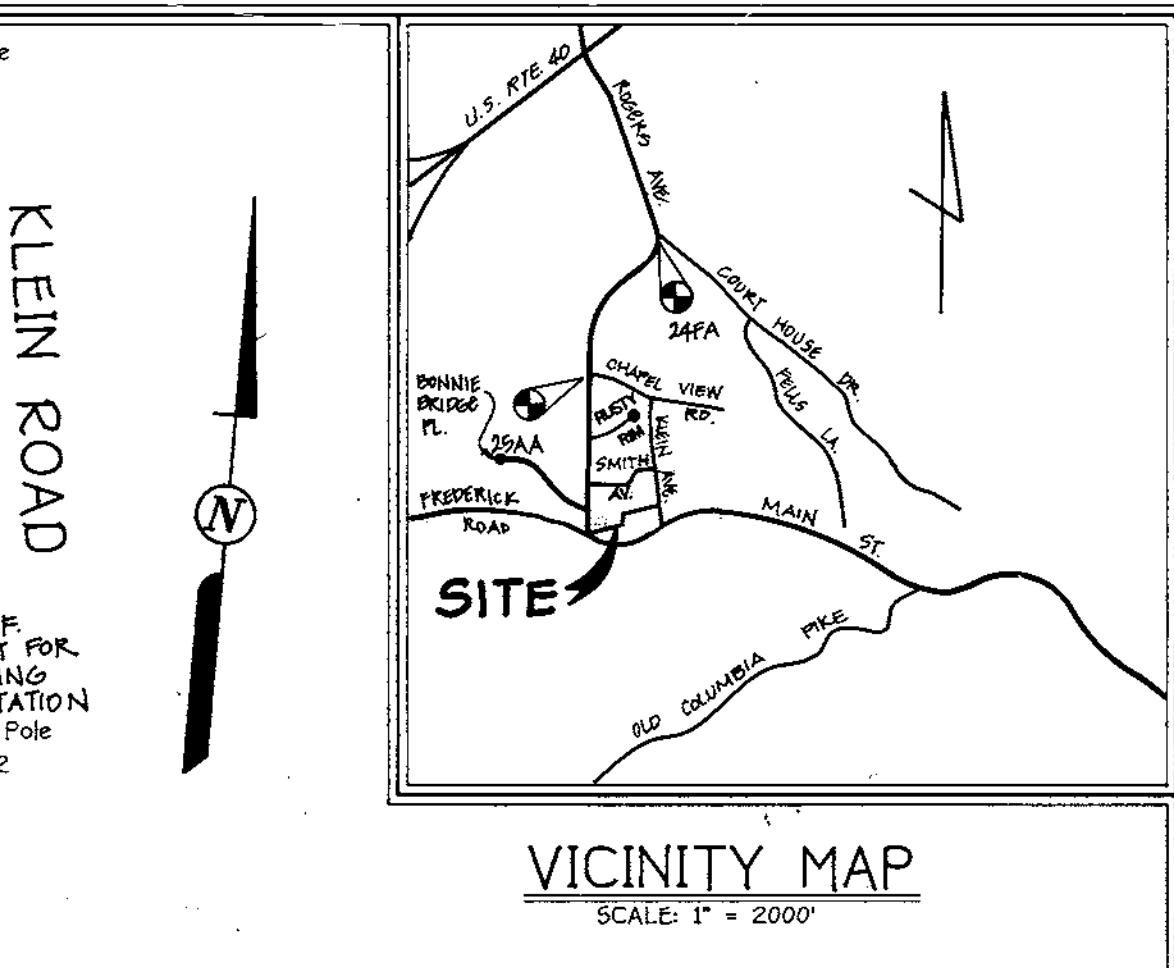 e
KLEIN ROAD
N
F.
T FOR
ING
TATION
Pole
2
U.S. RTE. 40
ROGERS AVE.
COURT HOUSE DR.
24FA
FELLS LA.
CHAPEL VIEW
RD.
BONNIE
BRIDGE
PL.
25AA
RUSTY
RIM
KLEIN AVE.
SMITH
AV.
FREDERICK
ROAD
MAIN ST.
SITE
OLD COLUMBIA PIKE
VICINITY MAP
SCALE: 1" = 2000'